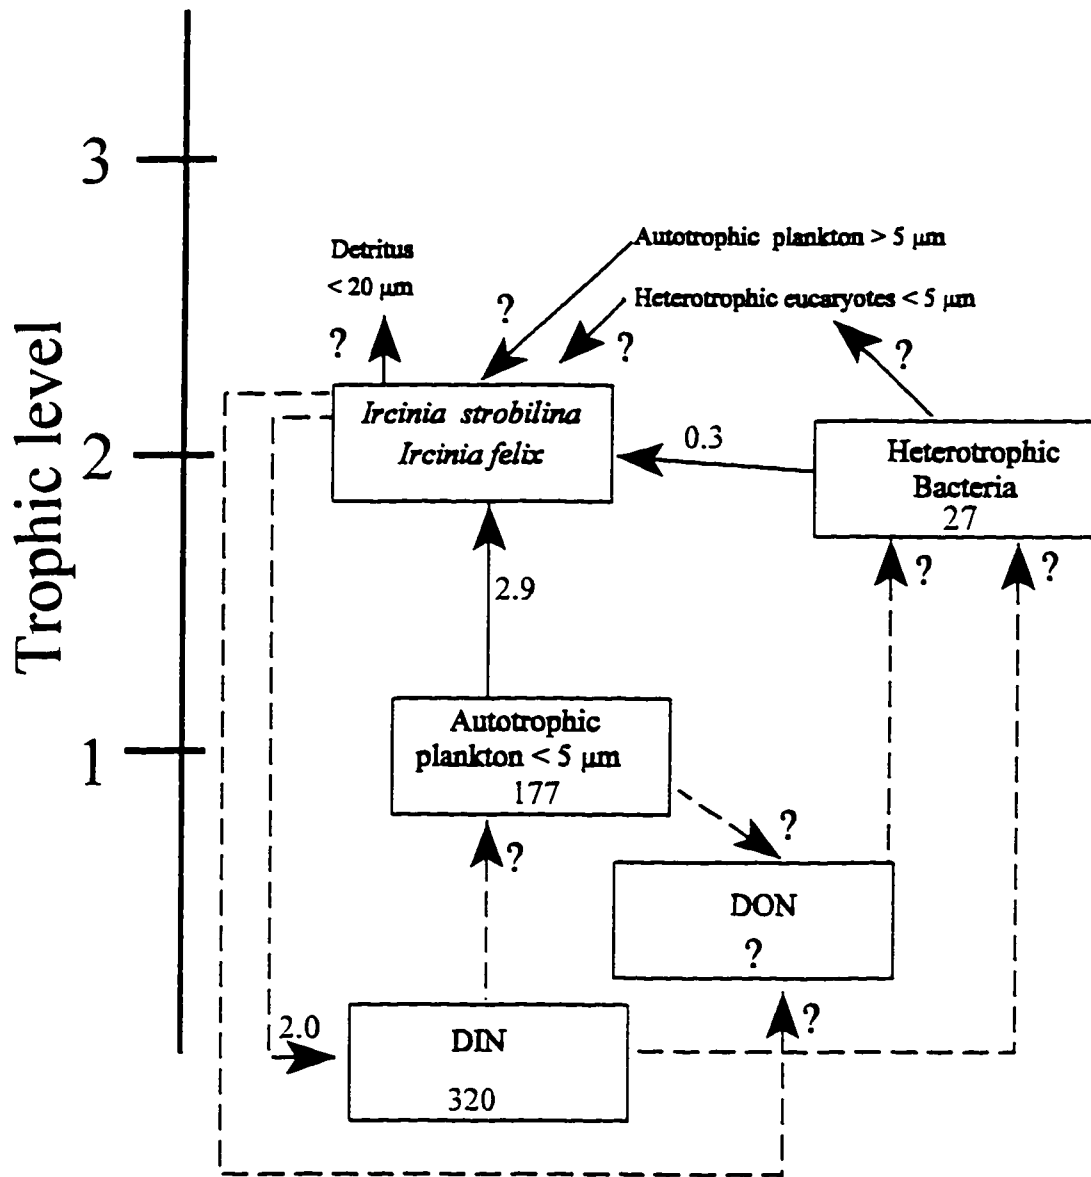 3
Autotrophic plankton > 5 μm
Detritus
< 20 μm
Heterotrophic eucaryotes < 5 μm
?
?
?
?
Ircinia strobilina
Ircinia felix
0.3
Heterotrophic
Bacteria
27
2
Trophic level
?
?
2.9
1
Autotrophic
plankton < 5 μm
177
?
?
DON
?
2.0
DIN
320
?